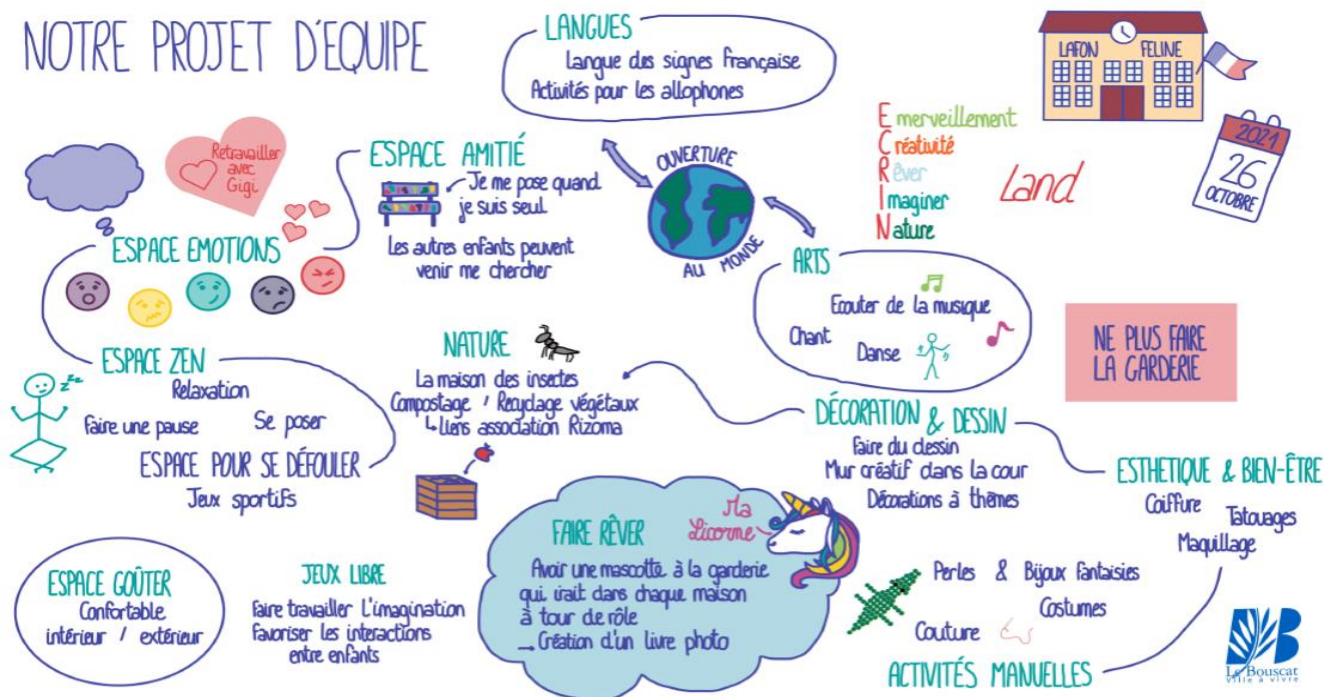 NOTRE PROJET D'EQUIPE
LANGUES
Langue des signes française
Activités pour les allophones
LAFON FELINE
2021
26
OCTOBRE
Emerveillement
Créativité
Rêver
Imaginer
Nature
Land
Retravailler
avec
Gigi
ESPACE AMITIÉ
Je me pose quand
je suis seul
Les autres enfants peuvent
venir me chercher
OUVERTURE
AU MONDE
ESPACE EMOTIONS
ARTS
Ecouter de la musique
Chant
Danse
NE PLUS FAIRE
LA GARDERIE
ESPACE ZEN
Relaxation
Faire une pause
Se poser
ESPACE POUR SE DÉFOULER
Jeux sportifs
NATURE
La maison des insectes
Compostage / Recyclage végétaux
Liens association Rizoma
DÉCORATION & DESSIN
Faire du dessin
Mur créatif dans la cour
Décorations à thèmes
ESTHETIQUE & BIEN-ÊTRE
Coiffure
Tatouages
Maquillage
ESPACE GOÛTER
Confortable
intérieur / extérieur
JEUX LIBRE
Faire travailler l'imagination
Favoriser les interactions
entre enfants
FAIRE RÊVER
Ma
Licorne
Avoir une mascotte à la garderie
qui irait dans chaque maison
à tour de rôle
→ Création d'un livre photo
Perles & Bijoux fantaisies
Costumes
Couture
ACTIVITÉS MANUELLES
Le Bouscat
Ville à vivre